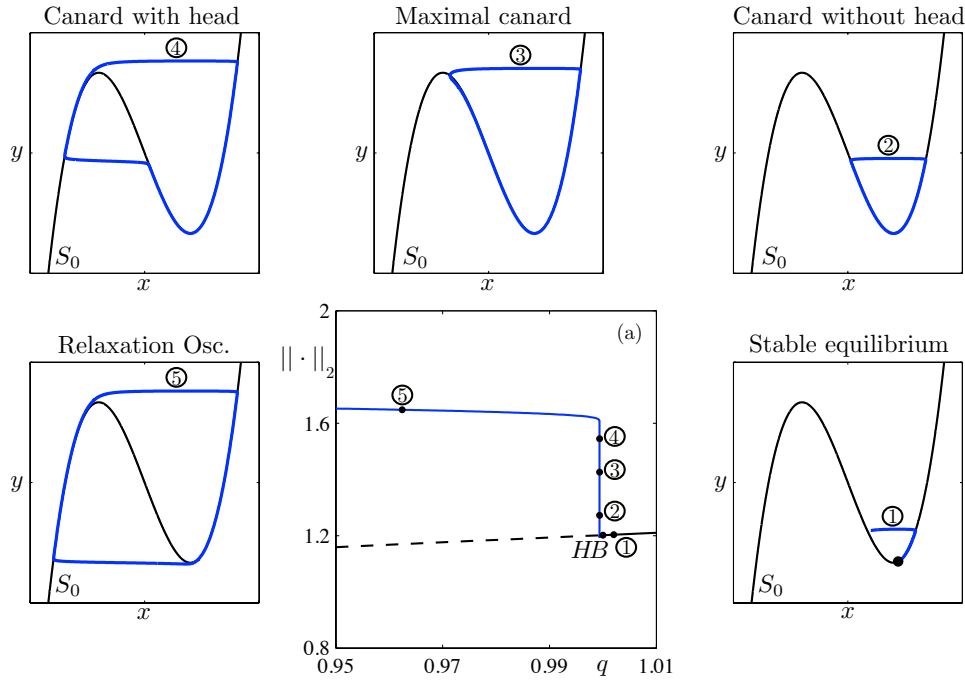 Canard with head
④
y
S₀
x
Maximal canard
③
y
S₀
x
Canard without head
②
y
S₀
x
Relaxation Osc.
⑤
y
S₀
x
(a)
|| · ||₂
2
1.6
1.2
0.8
0.95
0.97
0.99
q
1.01
⑤
④
③
②
HB
①
Stable equilibrium
①
y
S₀
x